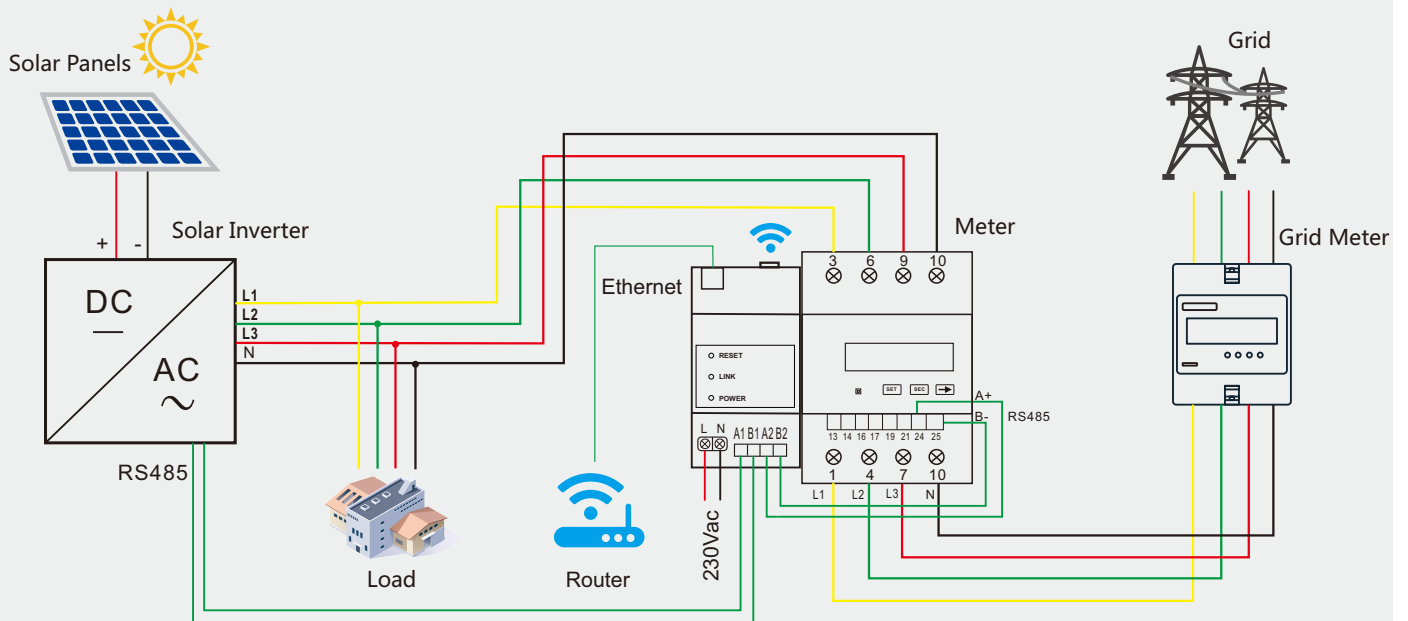 Grid
Solar Panels
Solar Inverter
Meter
Grid Meter
+ -
3 6 9 10
Ethernet
DC
L1
L2
L3
N
AC
RESET
LINK
POWER
SET SEC
A+
B- RS485
L N A1 B1 A2 B2
13 14 16 17 19 21 24 25
RS485
1 4 7 10
L1 L2 L3 N
230Vac
Load
Router